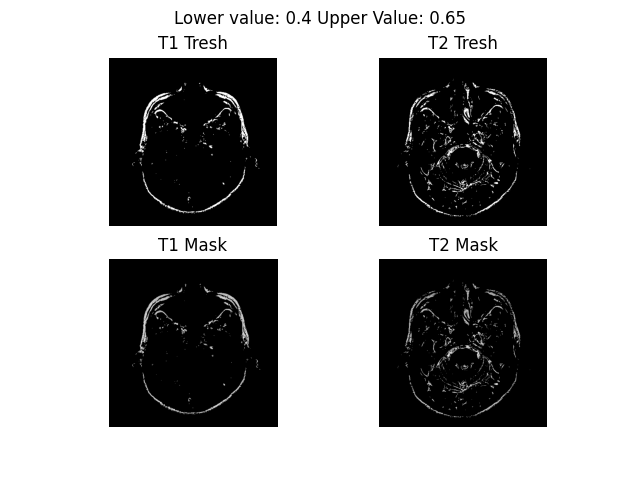 Lower value: 0.4 Upper Value: 0.65
T1 Tresh
T2 Tresh
T1 Mask
T2 Mask